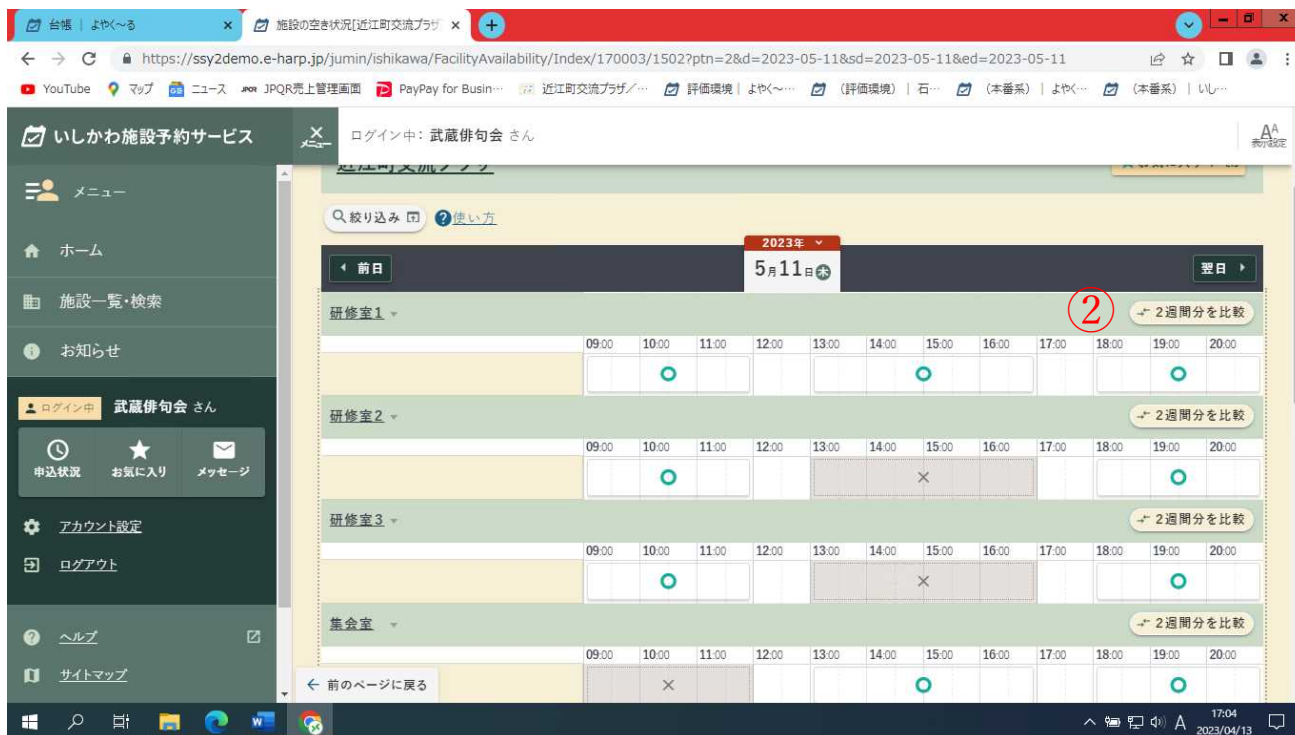 台帳 | よやく～る
施設の空き状況[近江町交流プラザ
https://ssy2demo.e-harp.jp/jumin/ishikawa/FacilityAvailability/Index/170003/1502?ptn=2&d=2023-05-11&sd=2023-05-11&ed=2023-05-11
YouTube マップ ニュース JPQR売上管理画面 PayPay for Busin… 近江町交流プラザ/… 評価環境 | よやく～… (評価環境) | 石… (本番系) | よやく… (本番系) | いし…
いしかわ施設予約サービス
メニュー
ログイン中: 武蔵俳句会 さん
AA
表示設定
メニュー
ホーム
施設一覧・検索
お知らせ
ログイン中 武蔵俳句会 さん
申込状況 お気に入り メッセージ
アカウント設定
ログアウト
ヘルプ
サイトマップ
近江町交流プラザ
絞り込み 使い方
2023年
前日 5月11日木 翌日
研修室1 ② 2週間分を比較
09:00 10:00 11:00 12:00 13:00 14:00 15:00 16:00 17:00 18:00 19:00 20:00
研修室2 2週間分を比較
09:00 10:00 11:00 12:00 13:00 14:00 15:00 16:00 17:00 18:00 19:00 20:00
研修室3 2週間分を比較
09:00 10:00 11:00 12:00 13:00 14:00 15:00 16:00 17:00 18:00 19:00 20:00
集会室 2週間分を比較
09:00 10:00 11:00 12:00 13:00 14:00 15:00 16:00 17:00 18:00 19:00 20:00
前のページに戻る
A 17:04
2023/04/13